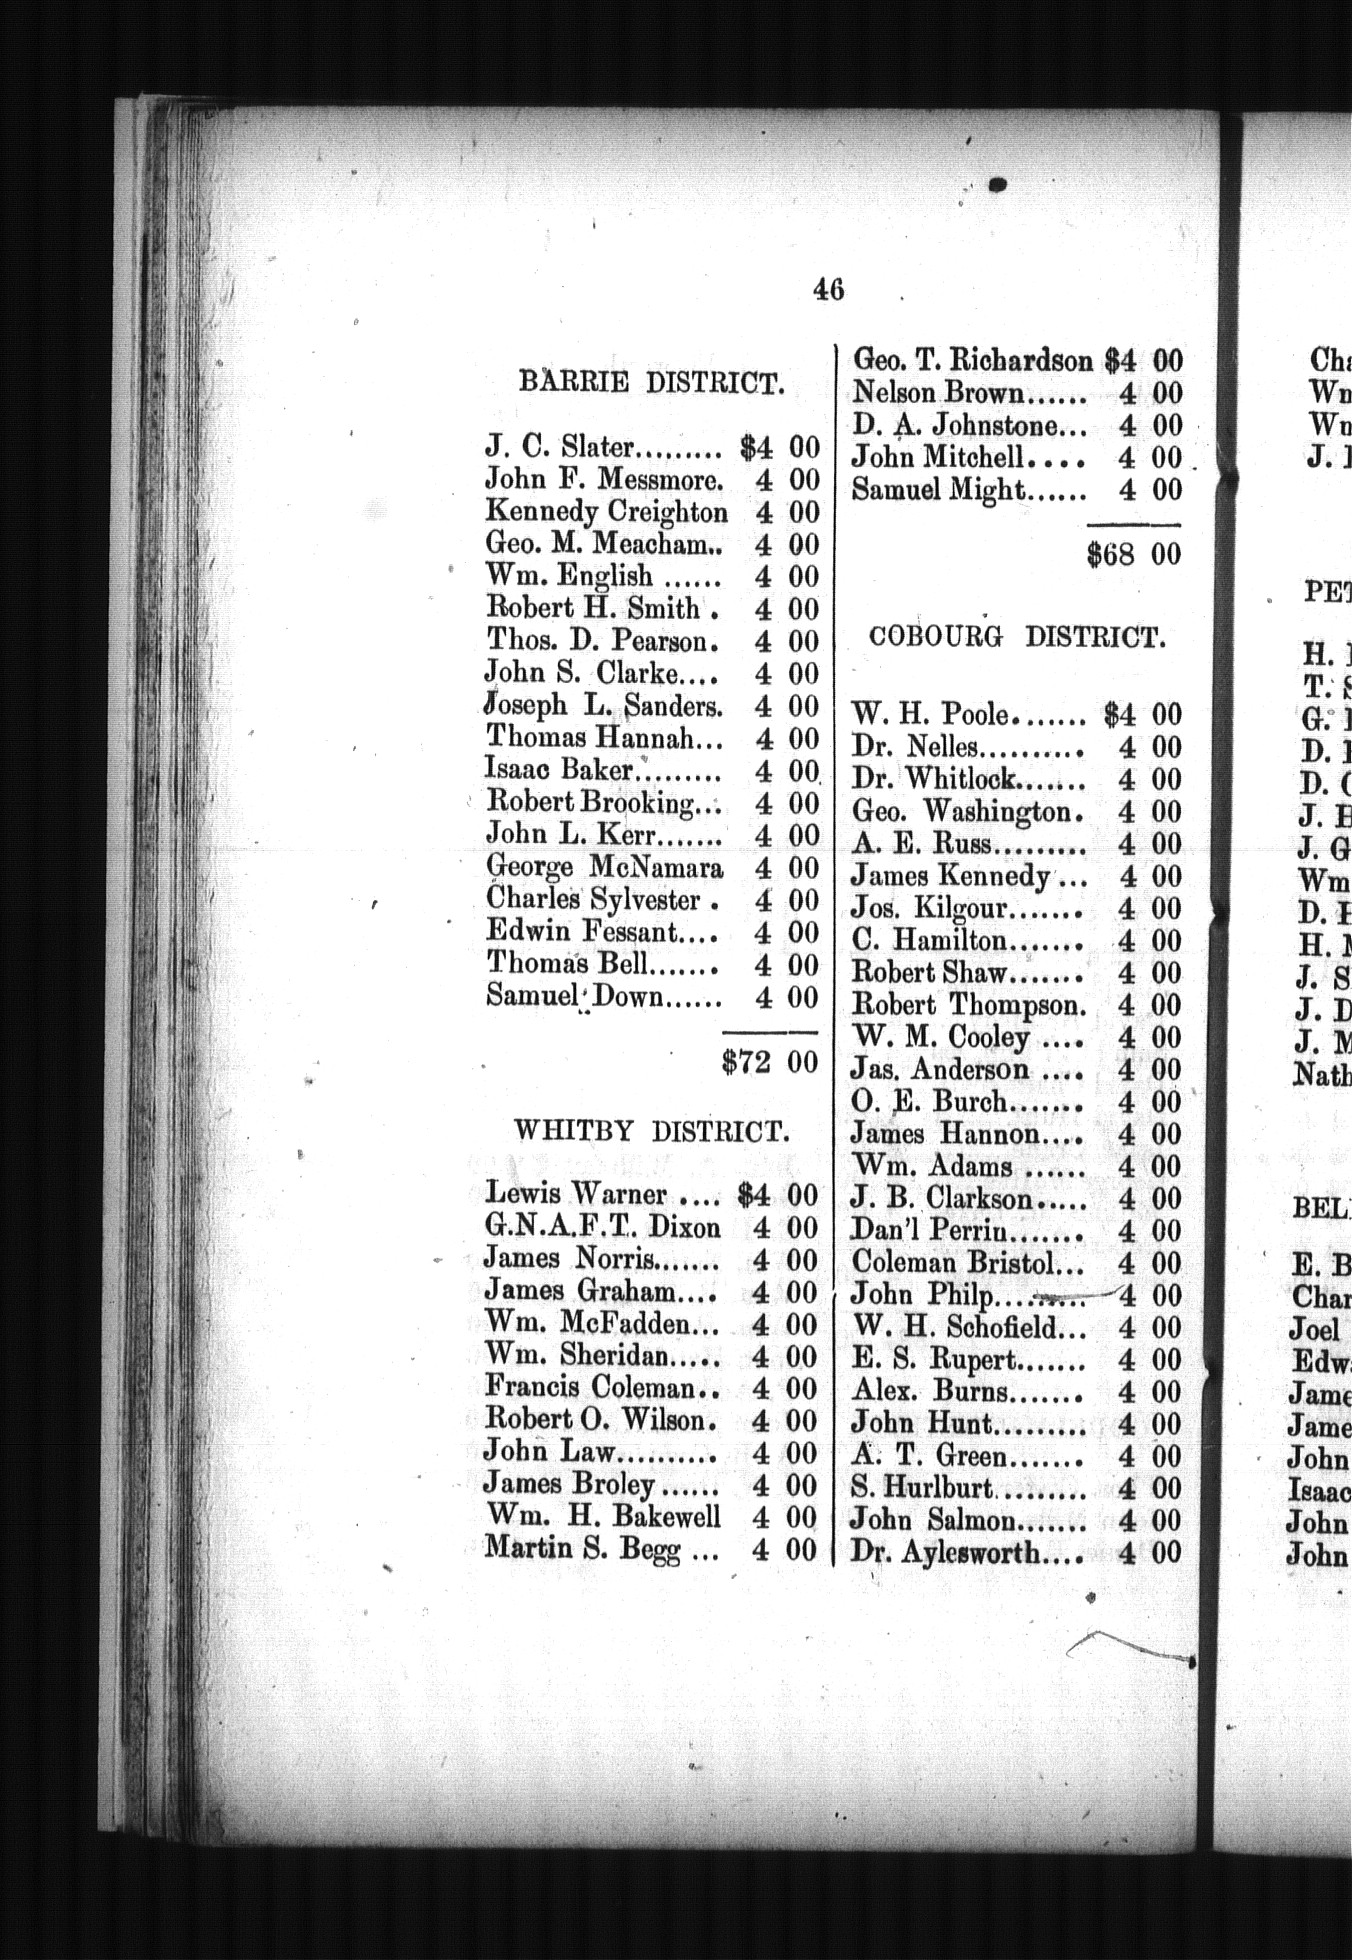 46
BARRIE DISTRICT.
J. C. Slater......... $4 00
John F. Messmore. 4 00
Kennedy Creighton 4 00
Geo. M. Meacham.. 4 00
Wm. English ...... 4 00
Robert H. Smith . 4 00
Thos. D. Pearson. 4 00
John S. Clarke.... 4 00
Joseph L. Sanders. 4 00
Thomas Hannah... 4 00
Isaac Baker......... 4 00
Robert Brooking... 4 00
John L. Kerr....... 4 00
George McNamara 4 00
Charles Sylvester . 4 00
Edwin Fessant.... 4 00
Thomas Bell....... 4 00
Samuel Down...... 4 00
$72 00
WHITBY DISTRICT.
Lewis Warner .... $4 00
G.N.A.F.T. Dixon 4 00
James Norris....... 4 00
James Graham.... 4 00
Wm. McFadden... 4 00
Wm. Sheridan..... 4 00
Francis Coleman.. 4 00
Robert O. Wilson. 4 00
John Law.......... 4 00
James Broley ...... 4 00
Wm. H. Bakewell 4 00
Martin S. Begg ... 4 00
Geo. T. Richardson $4 00
Nelson Brown...... 4 00
D. A. Johnstone... 4 00
John Mitchell.... 4 00
Samuel Might...... 4 00
$68 00
COBOURG DISTRICT.
W. H. Poole....... $4 00
Dr. Nelles.......... 4 00
Dr. Whitlock....... 4 00
Geo. Washington. 4 00
A. E. Russ......... 4 00
James Kennedy ... 4 00
Jos. Kilgour....... 4 00
C. Hamilton....... 4 00
Robert Shaw....... 4 00
Robert Thompson. 4 00
W. M. Cooley .... 4 00
Jas. Anderson .... 4 00
O. E. Burch....... 4 00
James Hannon.... 4 00
Wm. Adams ...... 4 00
J. B. Clarkson..... 4 00
Dan'l Perrin....... 4 00
Coleman Bristol... 4 00
John Philp......... 4 00
W. H. Schofield... 4 00
E. S. Rupert....... 4 00
Alex. Burns....... 4 00
John Hunt......... 4 00
A. T. Green....... 4 00
S. Hurlburt......... 4 00
John Salmon....... 4 00
Dr. Aylesworth.... 4 00
J.
H.
T.
G.
D.
D.
J.
J. G
Wm
D.
H.
J. S
J. D
J. M
Nath
E. B
Char
Joel
Edw
Jame
Jame
John
Isaac
John
John